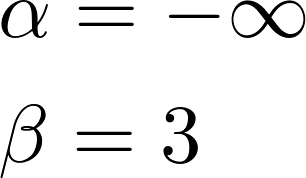 α = −∞
β = 3